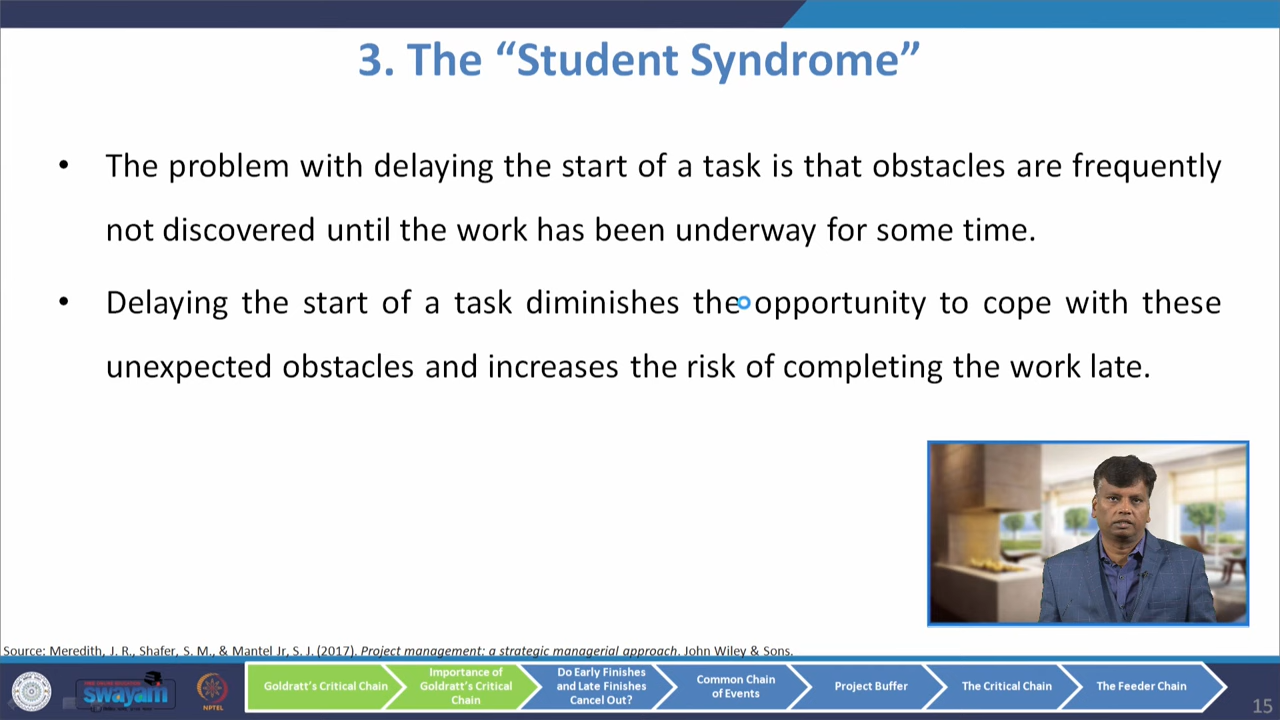 3. The “Student Syndrome”
• The problem with delaying the start of a task is that obstacles are frequently
not discovered until the work has been underway for some time.
• Delaying the start of a task diminishes the opportunity to cope with these
unexpected obstacles and increases the risk of completing the work late.
Source: Meredith, J. R., Shafer, S. M., & Mantel Jr, S. J. (2017). Project management: a strategic managerial approach. John Wiley & Sons.
swayam
NPTEL
Goldratt’s Critical Chain
Importance of
Goldratt’s Critical
Chain
Do Early Finishes
and Late Finishes
Cancel Out?
Common Chain
of Events
Project Buffer
The Critical Chain
The Feeder Chain
15